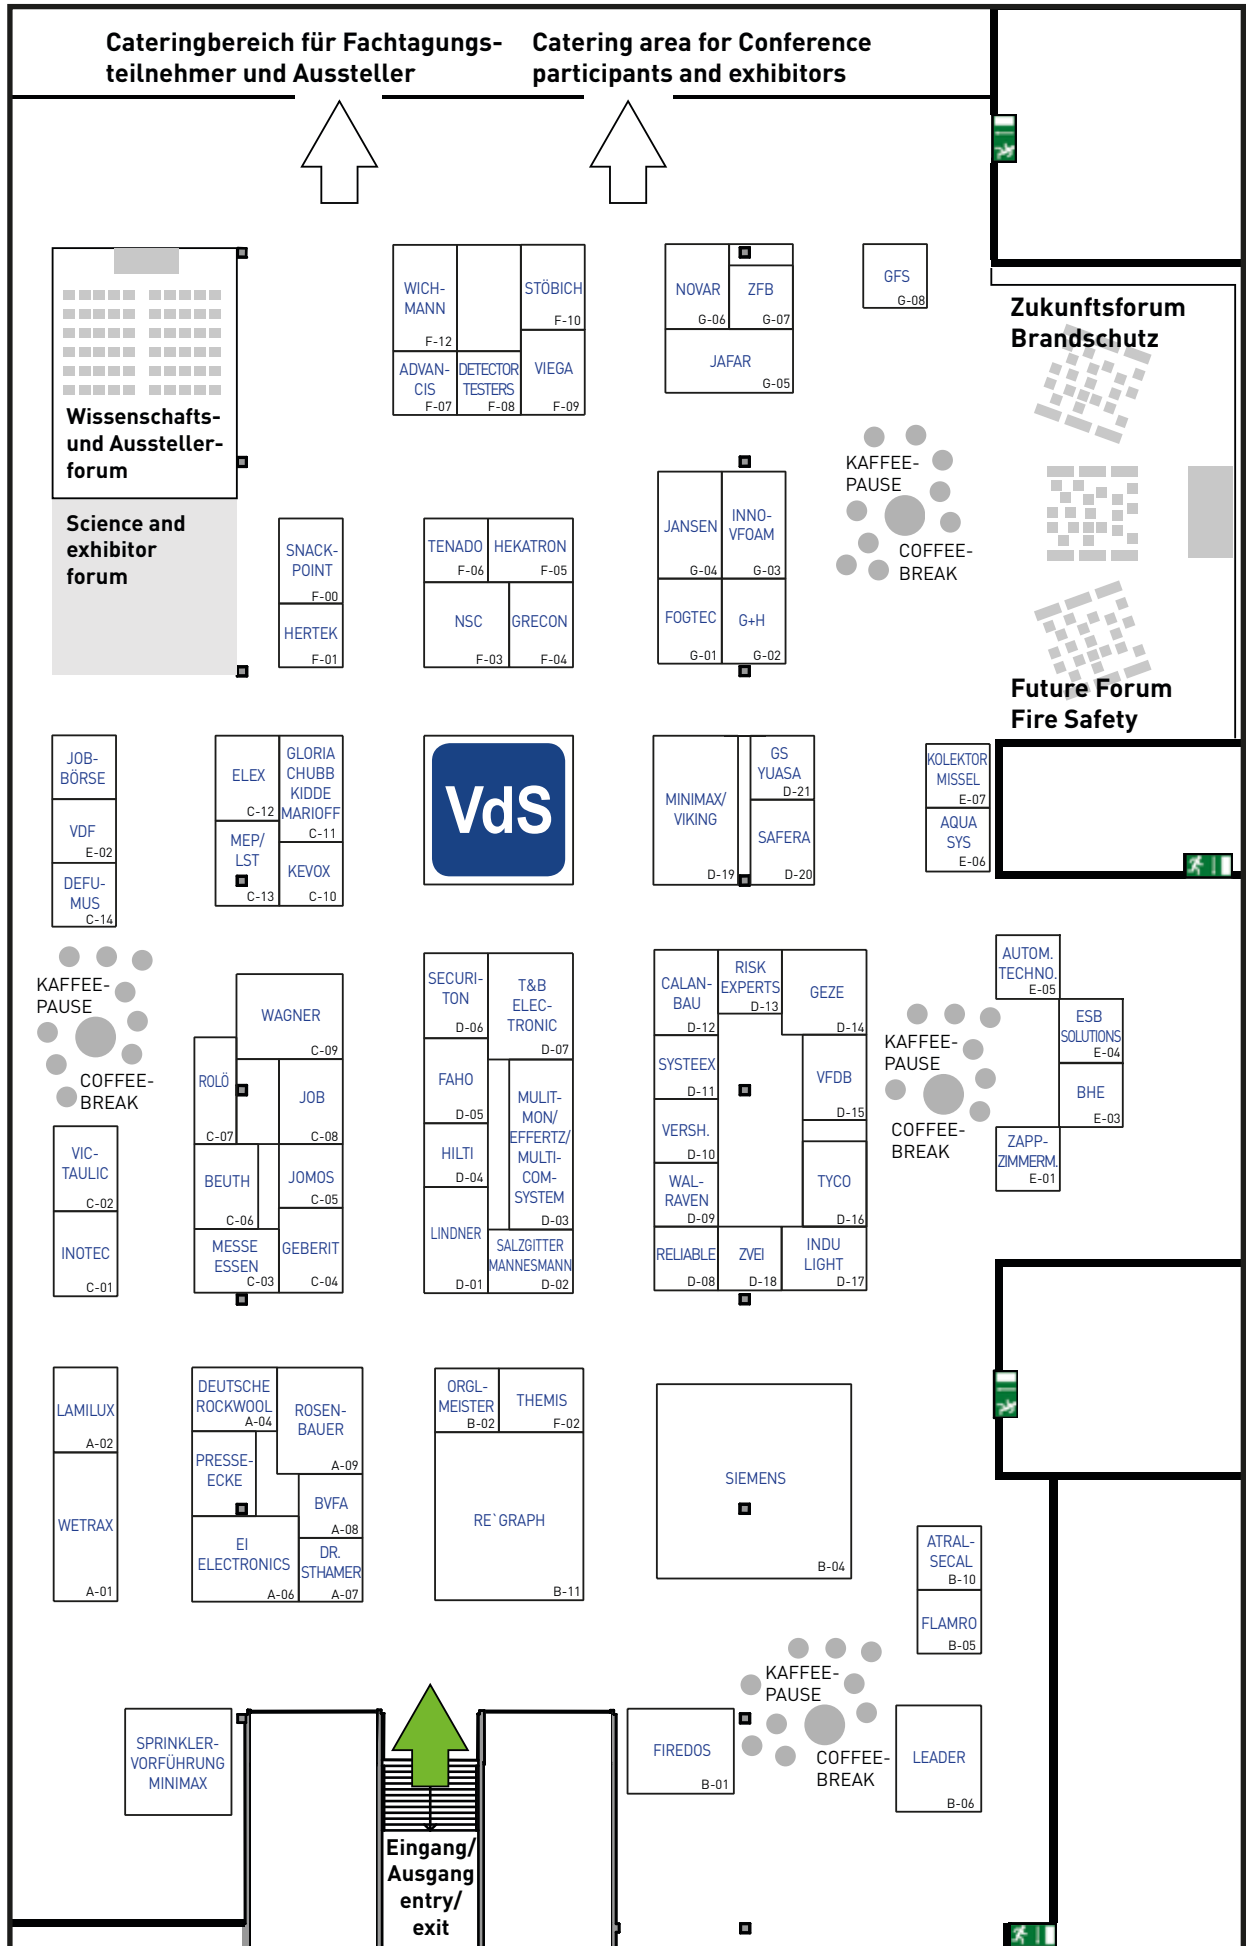 Cateringbereich für Fachtagungs-
teilnehmer und Aussteller
Catering area for Conference
participants and exhibitors
WICH-
MANN
F-12
STÖBICH
F-10
ADVAN-
CIS
F-07
DETECTOR
TESTERS
F-08
VIEGA
F-09
NOVAR
G-06
ZFB
G-07
JAFAR
G-05
GFS
G-08
Zukunftsforum
Brandschutz
Wissenschafts-
und Aussteller-
forum
Science and
exhibitor
forum
KAFFEE-
PAUSE
COFFEE-
BREAK
SNACK-
POINT
F-00
HERTEK
F-01
TENADO
F-06
HEKATRON
F-05
NSC
F-03
GRECON
F-04
JANSEN
G-04
INNO-
VFOAM
G-03
FOGTEC
G-01
G+H
G-02
Future Forum
Fire Safety
JOB-
BÖRSE
VDF
E-02
DEFU-
MUS
C-14
ELEX
C-12
GLORIA
CHUBB
KIDDE
MARIOFF
C-11
MEP/
LST
C-13
KEVOX
C-10
VdS
MINIMAX/
VIKING
D-19
GS
YUASA
D-21
SAFERA
D-20
KOLEKTOR
MISSEL
E-07
AQUA
SYS
E-06
KAFFEE-
PAUSE
COFFEE-
BREAK
WAGNER
C-09
ROLÖ
C-07
JOB
C-08
BEUTH
C-06
JOMOS
C-05
MESSE
ESSEN
C-03
GEBERIT
C-04
VIC-
TAULIC
C-02
INOTEC
C-01
SECURI-
TON
D-06
T&B
ELEC-
TRONIC
D-07
FAHO
D-05
MULIT-
MON/
EFFERTZ/
MULTI-
COM-
SYSTEM
D-03
HILTI
D-04
LINDNER
D-01
SALZGITTER
MANNESMANN
D-02
CALAN-
BAU
D-12
RISK
EXPERTS
D-13
GEZE
D-14
SYSTEEX
D-11
VFDB
D-15
VERSH.
D-10
WAL-
RAVEN
D-09
TYCO
D-16
RELIABLE
D-08
ZVEI
D-18
INDU
LIGHT
D-17
KAFFEE-
PAUSE
COFFEE-
BREAK
AUTOM.
TECHNO.
E-05
ESB
SOLUTIONS
E-04
BHE
E-03
ZAPP-
ZIMMERM.
E-01
LAMILUX
A-02
WETRAX
A-01
DEUTSCHE
ROCKWOOL
A-04
ROSEN-
BAUER
A-09
PRESSE-
ECKE
BVFA
A-08
EI
ELECTRONICS
A-06
DR.
STHAMER
A-07
ORGL-
MEISTER
B-02
THEMIS
F-02
RE`GRAPH
B-11
SIEMENS
B-04
ATRAL-
SECAL
B-10
FLAMRO
B-05
KAFFEE-
PAUSE
COFFEE-
BREAK
SPRINKLER-
VORFÜHRUNG
MINIMAX
FIREDOS
B-01
LEADER
B-06
Eingang/
Ausgang
entry/
exit